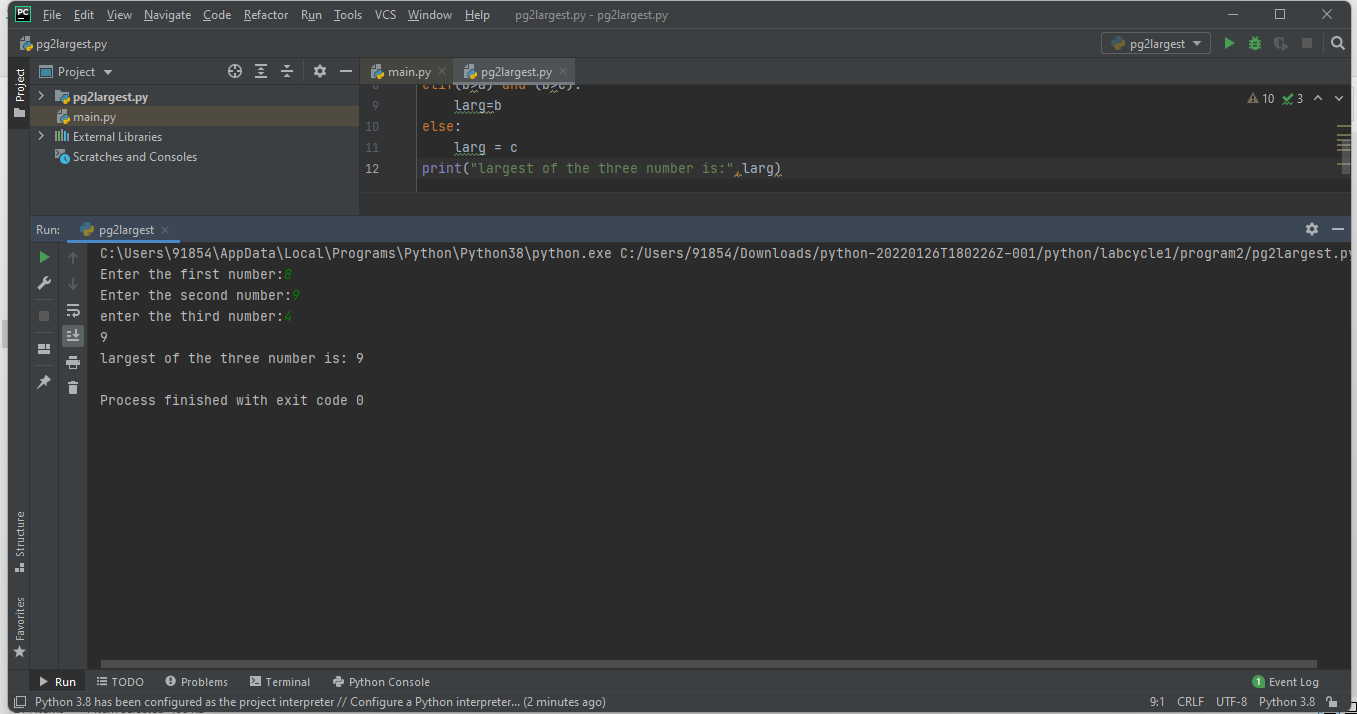 PC File Edit View Navigate Code Refactor Run Tools VCS Window Help pg2largest.py - pg2largest.py
pg2largest.py pg2largest
Project Project main.py pg2largest.py
pg2largest.py
main.py
External Libraries
Scratches and Consoles
8 elif(b>a) and (b>c): 10 3
9 larg=b
10 else:
11 larg = c
12 print("largest of the three number is:",larg)
Run: pg2largest
C:\Users\91854\AppData\Local\Programs\Python\Python38\python.exe C:/Users/91854/Downloads/python-20220126T180226Z-001/python/labcycle1/program2/pg2largest.py
Enter the first number:8
Enter the second number:9
enter the third number:4
9
largest of the three number is: 9
Process finished with exit code 0
Structure
Favorites
Run TODO Problems Terminal Python Console 1 Event Log
Python 3.8 has been configured as the project interpreter // Configure a Python interpreter... (2 minutes ago) 9:1 CRLF UTF-8 Python 3.8